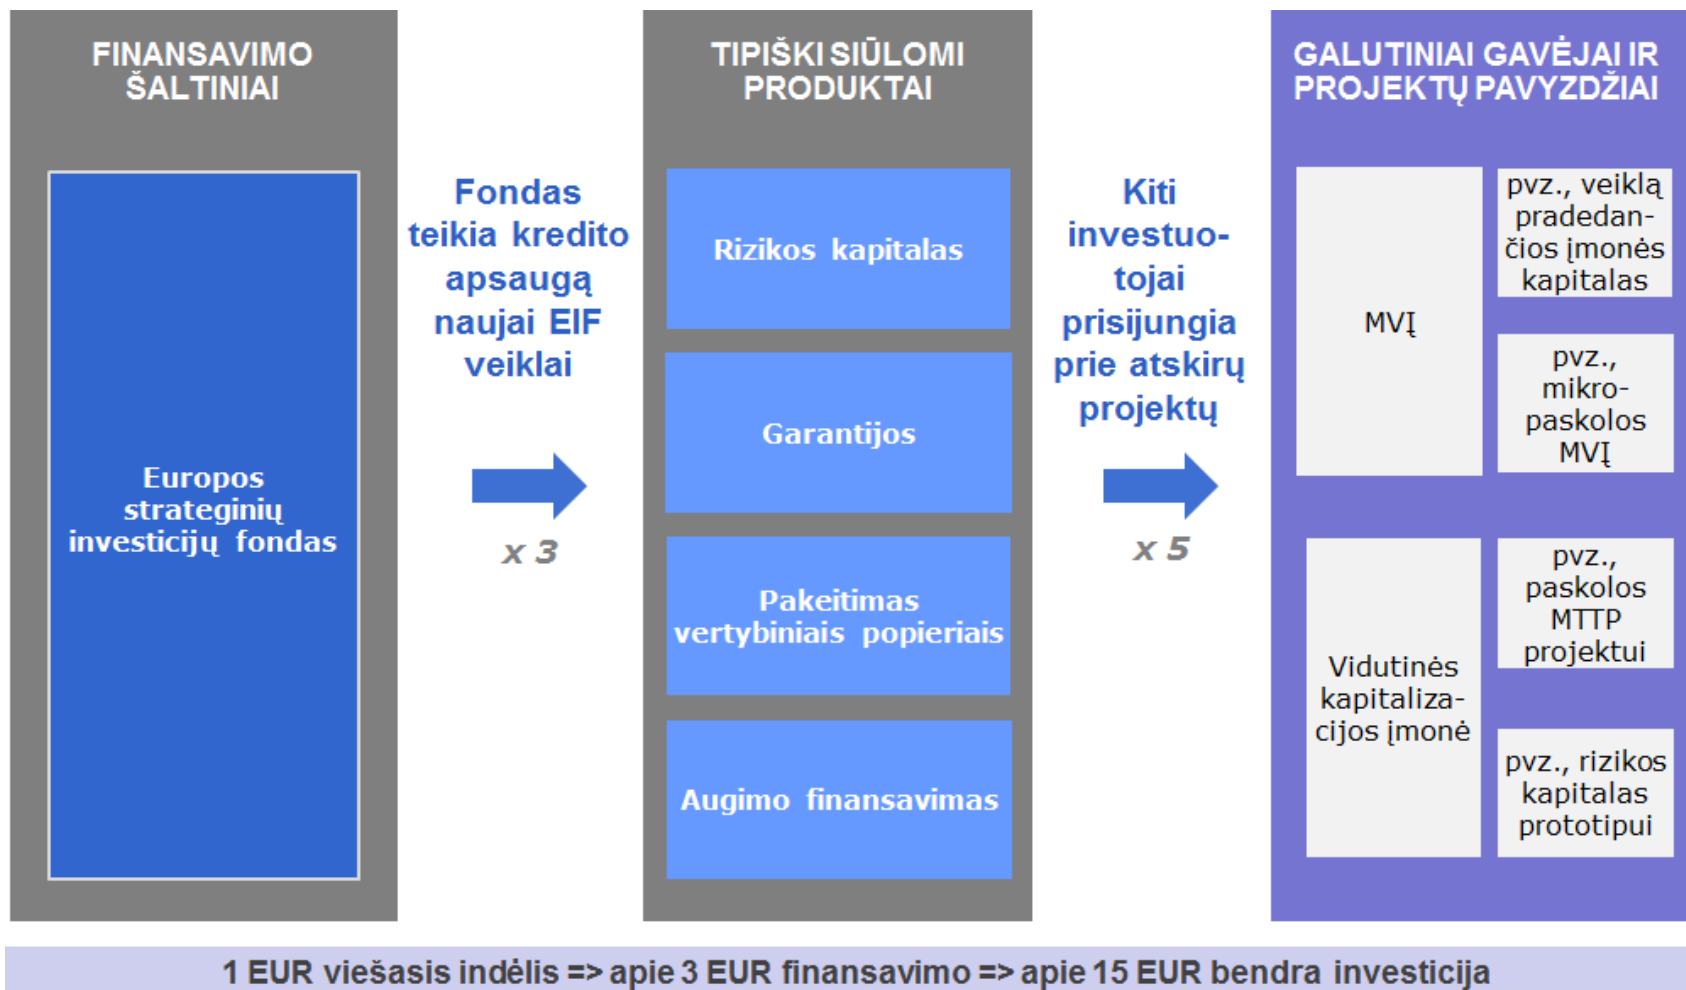 FINANSAVIMO
ŠALTINIAI
Europos
strateginių
investicijų fondas
Fondas
teikia kredito
apsaugą
naujai EIF
veiklai
x 3
TIPIŠKI SIŪLOMI
PRODUKTAI
Rizikos kapitalas
Garantijos
Pakeitimas
vertybiniais popieriais
Augimo finansavimas
Kiti
investuo-
tojai
prisijungia
prie atskirų
projektų
x 5
GALUTINIAI GAVĖJAI IR
PROJEKTŲ PAVYZDŽIAI
MVĮ
pvz., veiklą
pradedan-
čios įmonės
kapitalas
pvz.,
mikro-
paskolos
MVĮ
Vidutinės
kapitaliza-
cijos įmonė
pvz.,
paskolos
MTTP
projektui
pvz., rizikos
kapitalas
prototipui
1 EUR viešasis indėlis => apie 3 EUR finansavimo => apie 15 EUR bendra investicija